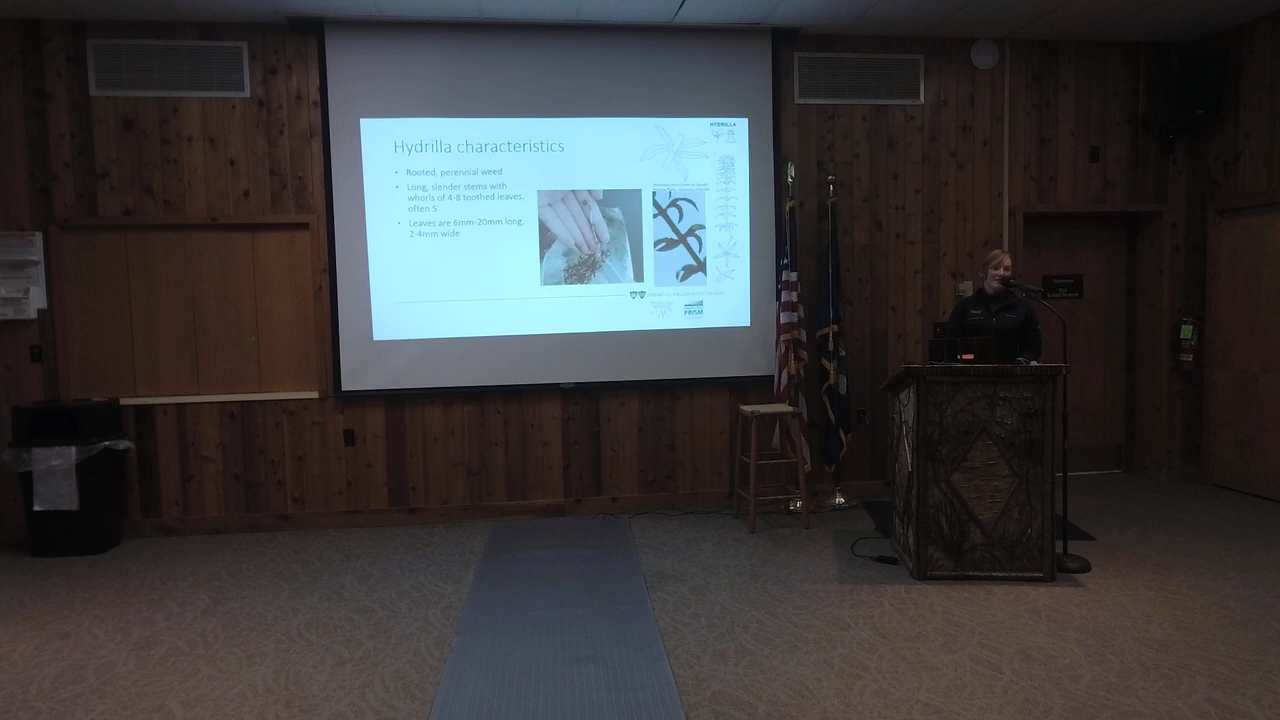 HYDRILLA
Hydrilla characteristics
• Rooted, perennial weed
• Long, slender stems with
whorls of 4-8 toothed leaves,
often 5
• Leaves are 6mm-20mm long,
2-4mm wide
PRISM